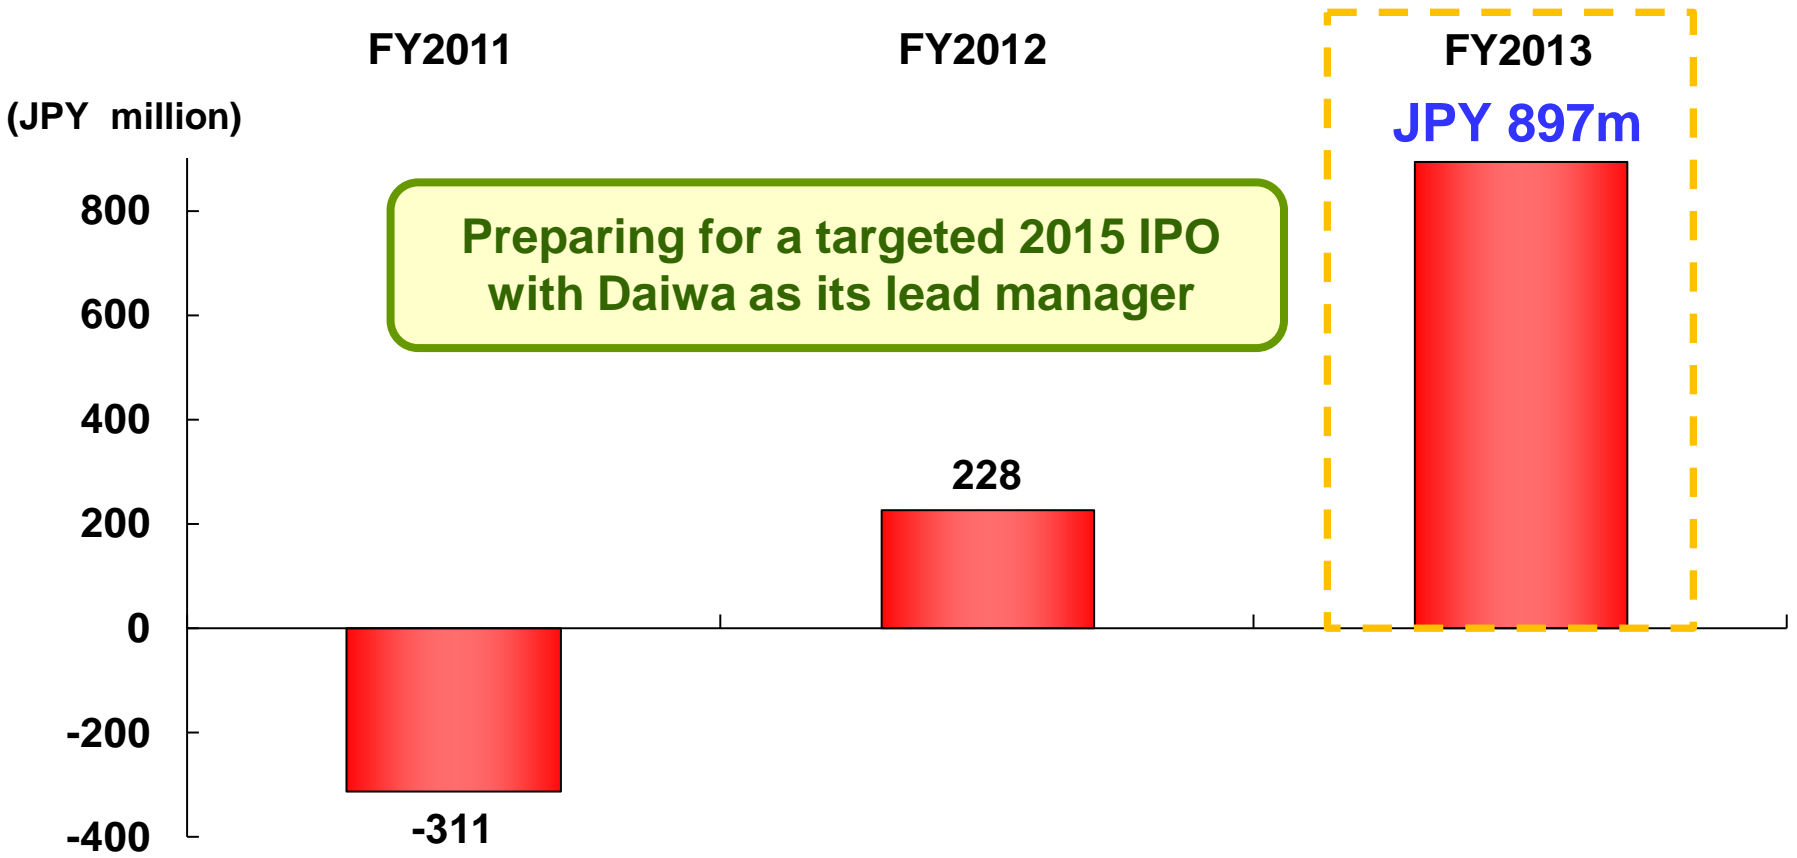 FY2011 FY2012 FY2013
(JPY million)
JPY 897m
800
Preparing for a targeted 2015 IPO
with Daiwa as its lead manager
600
400
228
200
0
-200
-311
-400